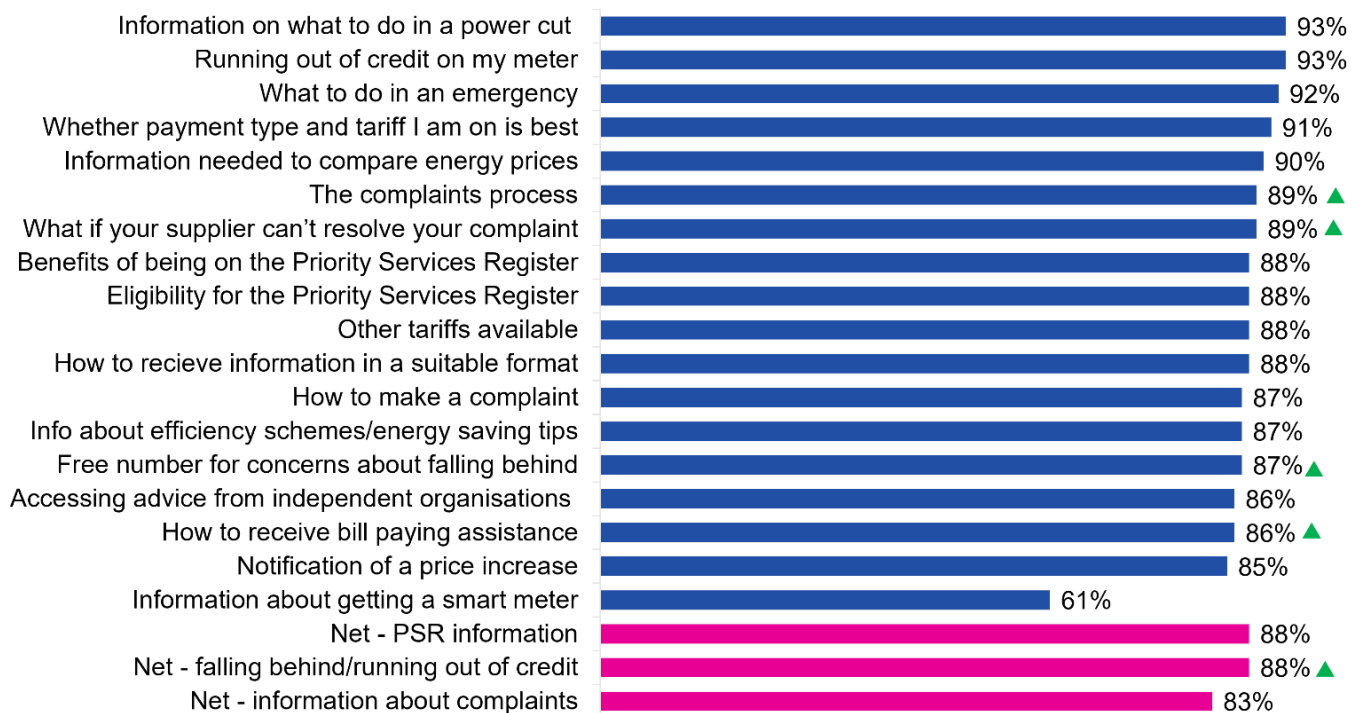 Information on what to do in a power cut 93%
Running out of credit on my meter 93%
What to do in an emergency 92%
Whether payment type and tariff I am on is best 91%
Information needed to compare energy prices 90%
The complaints process 89%
What if your supplier can’t resolve your complaint 89%
Benefits of being on the Priority Services Register 88%
Eligibility for the Priority Services Register 88%
Other tariffs available 88%
How to recieve information in a suitable format 88%
How to make a complaint 87%
Info about efficiency schemes/energy saving tips 87%
Free number for concerns about falling behind 87%
Accessing advice from independent organisations 86%
How to receive bill paying assistance 86%
Notification of a price increase 85%
Information about getting a smart meter 61%
Net - PSR information 88%
Net - falling behind/running out of credit 88%
Net - information about complaints 83%